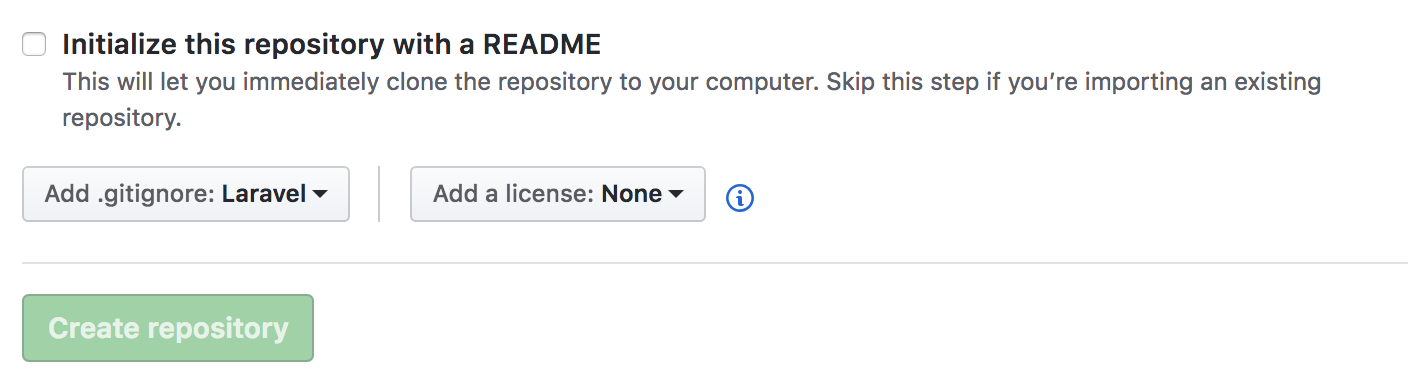 Initialize this repository with a README
This will let you immediately clone the repository to your computer. Skip this step if you’re importing an existing
repository.
Add .gitignore: Laravel
Add a license: None
Create repository